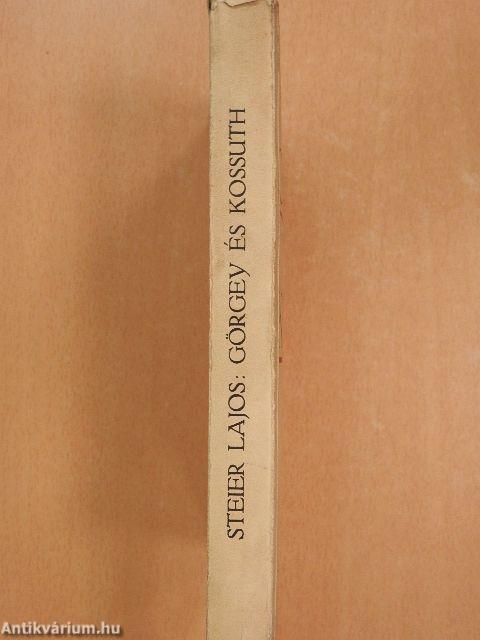 STEIER LAJOS: GÖRGEY ÉS KOSSUTH
Antikvárium.hu